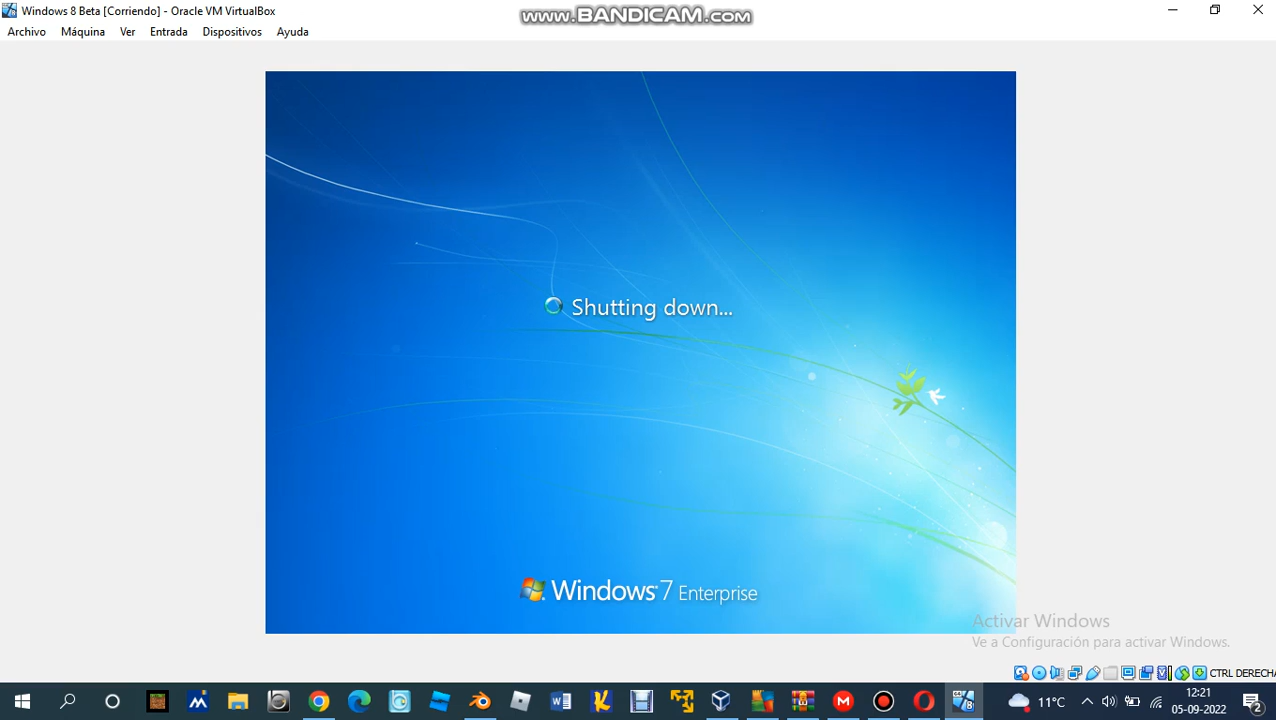 Windows 8 Beta [Corriendo] - Oracle VM VirtualBox
www.BANDICAM.com
Archivo Máquina Ver Entrada Dispositivos Ayuda
Shutting down...
Windows 7 Enterprise
Activar Windows
Ve a Configuración para activar Windows.
CTRL DERECHA
11°C
12:21
05-09-2022
2